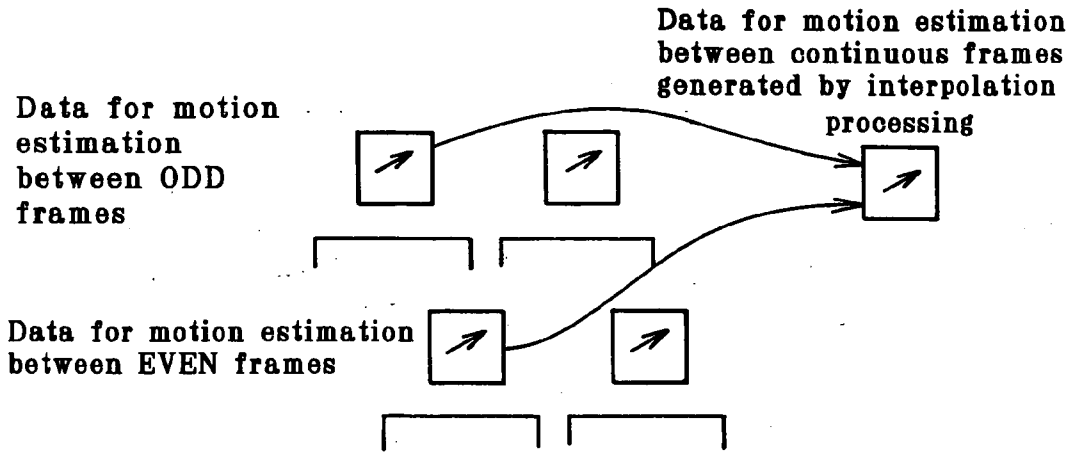 Data for motion estimation
between continuous frames
generated by interpolation
processing
Data for motion
estimation
between ODD
frames
Data for motion estimation
between EVEN frames